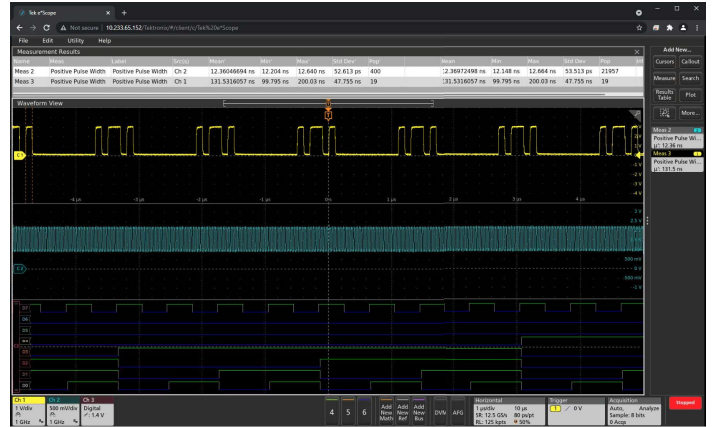 Tek e*Scope
Not secure | 10.233.65.152/Tektronix/#/client/c/Tek%20e*Scope
File Edit Utility Help
Measurement Results
Name Meas Label Src(s) Mean' Min' Max' Std Dev' Pop' Mean Min Max Std Dev Pop
Meas 2 Positive Pulse Width Positive Pulse Width Ch 2 12.36046694 ns 12.204 ns 12.640 ns 52.613 ps 400 12.36972498 ns 12.148 ns 12.664 ns 53.513 ps 21957
Meas 3 Positive Pulse Width Positive Pulse Width Ch 1 131.5316057 ns 99.795 ns 200.03 ns 47.755 ns 19 131.5316057 ns 99.795 ns 200.03 ns 47.755 ns 19
Waveform View
C1
-1 V
-2 V
-3 V
-4 V
-4 µs -3 µs -2 µs -1 µs 0 s 1 µs 2 µs 3 µs 4 µs
3 V
2.5 V
500 mV
C2
0 V
-500 mV
-1 V
D7
D6
D5
D4
D3
D2
D1
D0
Add New...
Cursors Callout
Measure Search
Results Table Plot
More...
Meas 2
Positive Pulse Wi...
µ': 12.36 ns
Meas 3
Positive Pulse Wi...
µ': 131.5 ns
Ch 1
1 V/div
1 GHz
Ch 2
500 mV/div
1 GHz
Ch 3
Digital
1.4 V
4 5 6
Add New Math
Add New Ref
Add New Bus
DVM AFG
Horizontal
1 µs/div 10 µs
SR: 12.5 GS/s 80 ps/pt
RL: 125 kpts 50%
Trigger
1 0 V
Acquisition
Auto, Analyze
Sample: 8 bits
0 Acqs
Stopped